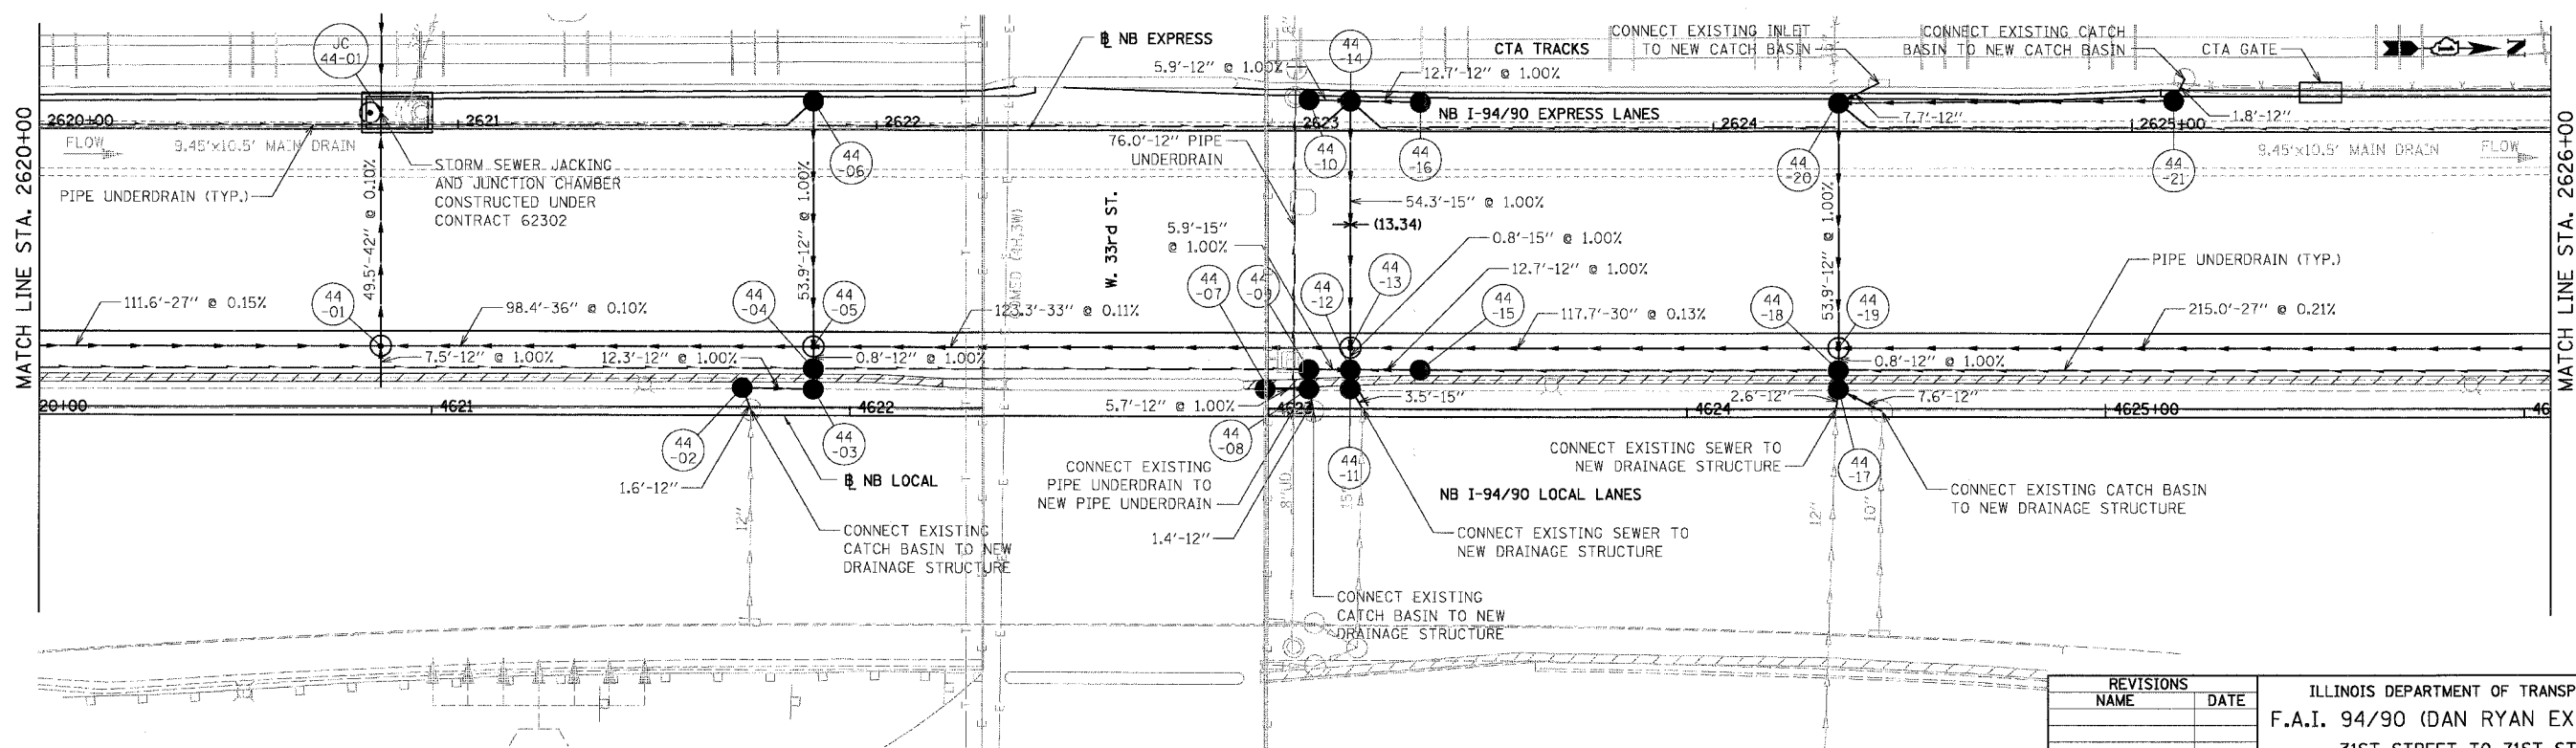 MATCH LINE STA. 2620+00
JC
44-01
₧ NB EXPRESS
5.9'-12" @ 1.00%
44
-14
CTA TRACKS
12.7'-12" @ 1.00%
CONNECT EXISTING INLET
TO NEW CATCH BASIN
CONNECT EXISTING CATCH
BASIN TO NEW CATCH BASIN
CTA GATE
N
2620+00
2621
2622
2623
NB I-94/90 EXPRESS LANES
2624
7.7'-12"
2625+00
1.8'-12"
FLOW
9.45'x10.5' MAIN DRAIN
PIPE UNDERDRAIN (TYP.)
STORM SEWER JACKING
AND JUNCTION CHAMBER
CONSTRUCTED UNDER
CONTRACT 62302
49.5'-42" @ 0.10%
53.9'-12" @ 1.00%
44
-06
W. 33rd ST.
76.0'-12" PIPE
UNDERDRAIN
44
-10
44
-16
44
-20
44
-21
9.45'x10.5' MAIN DRAIN
FLOW
54.3'-15" @ 1.00%
(13.34)
53.9'-12" @ 1.00%
5.9'-15"
@ 1.00%
0.8'-15" @ 1.00%
12.7'-12" @ 1.00%
PIPE UNDERDRAIN (TYP.)
111.6'-27" @ 0.15%
44
-01
98.4'-36" @ 0.10%
44
-04
44
-05
123.3'-33" @ 0.11%
44
-07
44
-09
44
-12
44
-13
44
-15
117.7'-30" @ 0.13%
44
-18
44
-19
215.0'-27" @ 0.21%
7.5'-12" @ 1.00%
12.3'-12" @ 1.00%
0.8'-12" @ 1.00%
0.8'-12" @ 1.00%
20+00
4621
4622
5.7'-12" @ 1.00%
4623
3.5'-15"
4624
2.6'-12"
7.6'-12"
4625+00
46
44
-02
44
-03
44
-08
44
-11
44
-17
1.6'-12"
NB LOCAL
CONNECT EXISTING
PIPE UNDERDRAIN TO
NEW PIPE UNDERDRAIN
1.4'-12"
8"UD
15"
NB I-94/90 LOCAL LANES
CONNECT EXISTING SEWER TO
NEW DRAINAGE STRUCTURE
CONNECT EXISTING CATCH BASIN
TO NEW DRAINAGE STRUCTURE
12"
CONNECT EXISTING
CATCH BASIN TO NEW
DRAINAGE STRUCTURE
CONNECT EXISTING SEWER TO
NEW DRAINAGE STRUCTURE
12"
10"
CONNECT EXISTING
CATCH BASIN TO NEW
DRAINAGE STRUCTURE
MATCH LINE STA. 2626+00
REVISIONS
NAME DATE
ILLINOIS DEPARTMENT OF TRANSP
F.A.I. 94/90 (DAN RYAN EX
31ST STREET TO 71ST ST